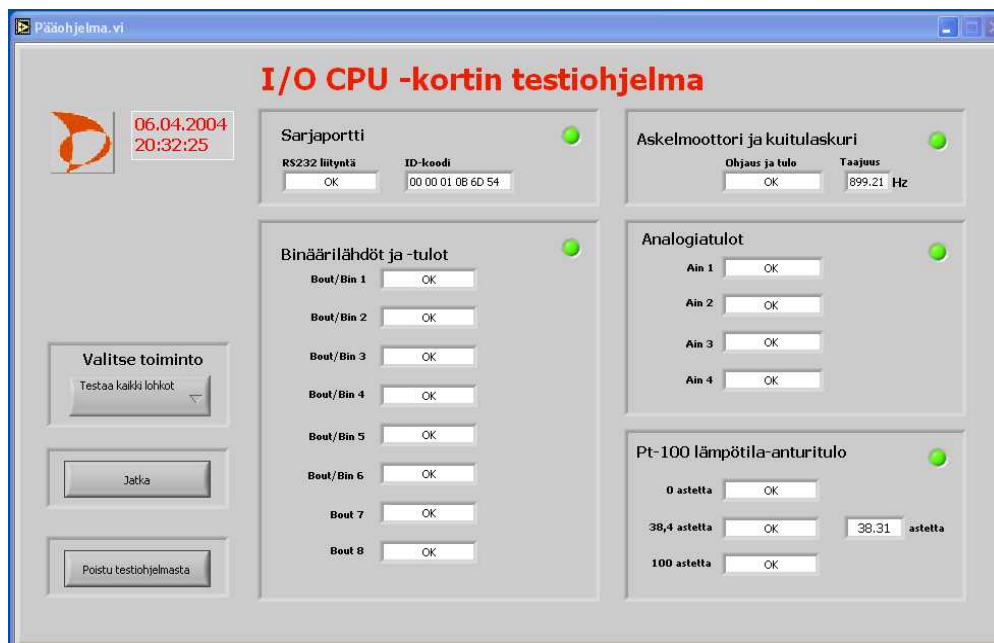 Pääohjelma.vi
I/O CPU -kortin testiohjelma
06.04.2004
20:32:25
Sarjaportti
RS232 liityntä ID-koodi
OK 00 00 01 0B 6D 54
Askelmoottori ja kuitulaskuri
Ohjaus ja tulo Taajuus
OK 899.21 Hz
Binäärilähdöt ja -tulot
Bout/Bin 1 OK
Bout/Bin 2 OK
Bout/Bin 3 OK
Bout/Bin 4 OK
Bout/Bin 5 OK
Bout/Bin 6 OK
Bout 7 OK
Bout 8 OK
Analogiatulot
Ain 1 OK
Ain 2 OK
Ain 3 OK
Ain 4 OK
Valitse toiminto
Testaa kaikki lohkot
Jatka
Poistu testiohjelmasta
Pt-100 lämpötila-anturitulo
0 astetta OK
38,4 astetta OK 38.31 astetta
100 astetta OK